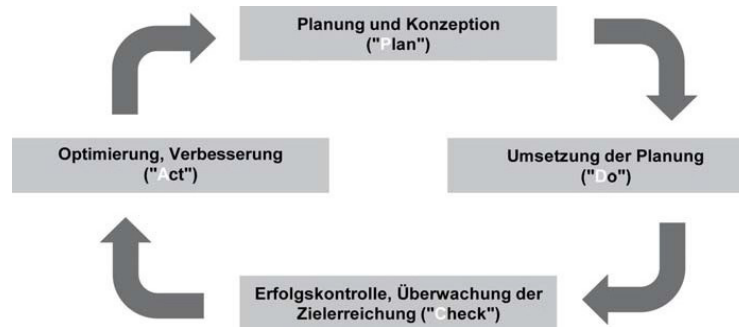 Planung und Konzeption
("Plan")
Optimierung, Verbesserung
("Act")
Umsetzung der Planung
("Do")
Erfolgskontrolle, Überwachung der
Zielerreichung ("Check")